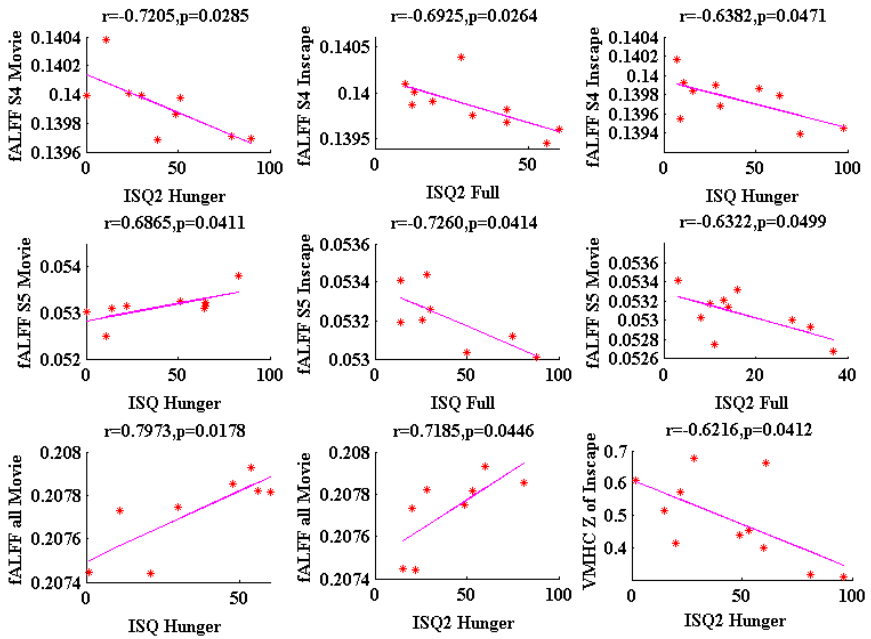 r=-0.7205,p=0.0285
fALFF S4 Movie
0.1404
0.1402
0.14
0.1398
0.1396
0
50
100
ISQ2 Hunger
r=-0.6925,p=0.0264
fALFF S4 Inscape
0.1405
0.14
0.1395
0
20
40
60
ISQ2 Full
r=-0.6382,p=0.0471
fALFF S4 Inscape
0.1402
0.14
0.1398
0.1396
0.1394
0
50
100
ISQ Hunger
r=0.6865,p=0.0411
fALFF S5 Movie
0.054
0.053
0.052
0
50
100
ISQ Hunger
r=-0.7260,p=0.0414
fALFF S5 Inscape
0.0536
0.0534
0.0532
0.053
0
50
100
ISQ Full
r=-0.6322,p=0.0499
fALFF S5 Movie
0.0536
0.0534
0.0532
0.053
0.0528
0.0526
0
20
40
ISQ2 Full
r=0.7973,p=0.0178
fALFF all Movie
0.208
0.2078
0.2076
0.2074
0
50
ISQ Hunger
r=0.7185,p=0.0446
fALFF all Movie
0.208
0.2078
0.2076
0.2074
0
50
100
ISQ2 Hunger
r=-0.6216,p=0.0412
VMHC Z of Inscape
0.7
0.6
0.5
0.4
0
50
100
ISQ2 Hunger